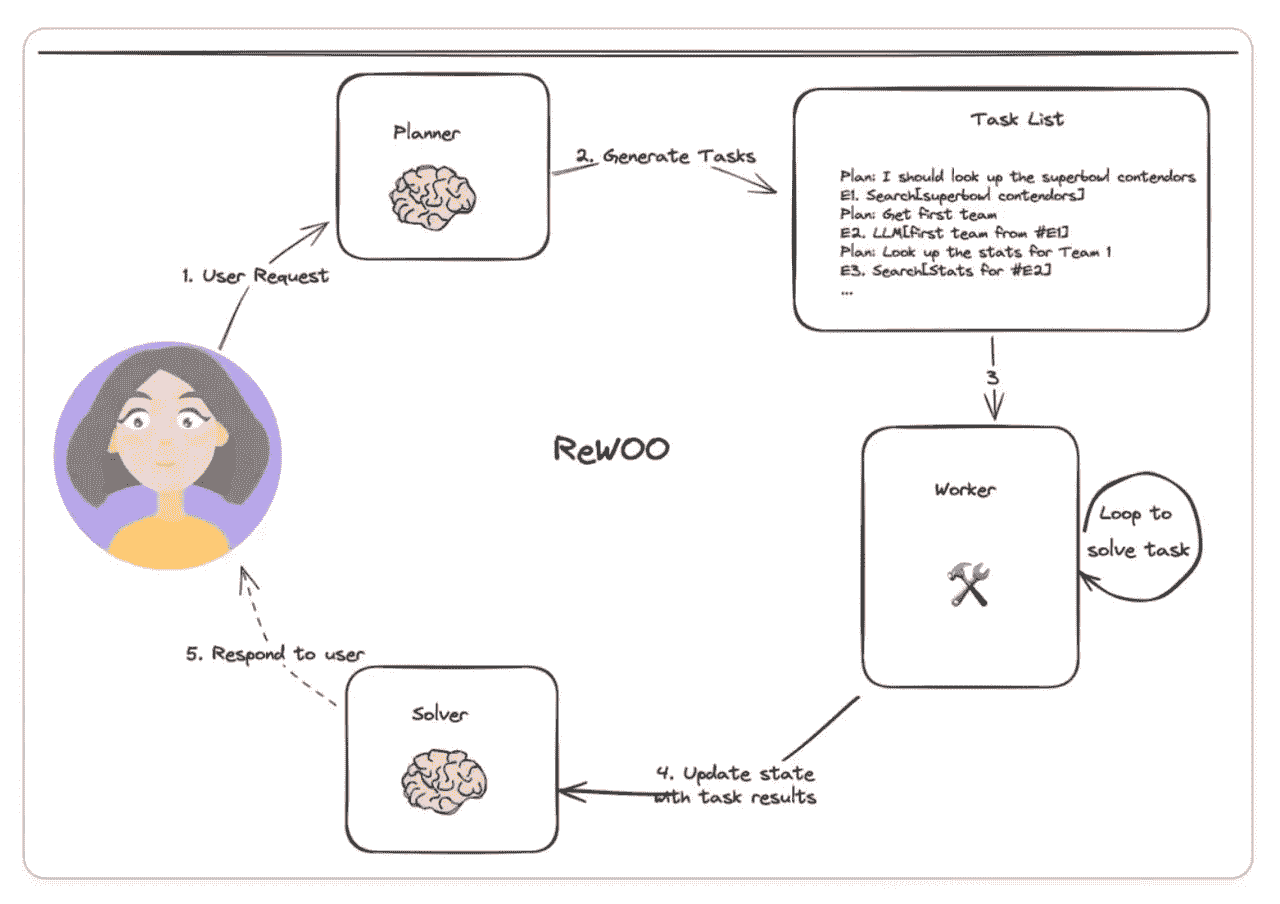 Planner
2. Generate Tasks
Task List
Plan: I should look up the superbowl contendors
E1. Search[superbowl contendors]
Plan: Get first team
E2. LLM[first team from #E1]
Plan: Look up the stats for Team 1
E3. Search[Stats for #E2]
...
1. User Request
3
ReWOO
Worker
Loop to
solve task
5. Respond to user
Solver
4. Update state
with task results